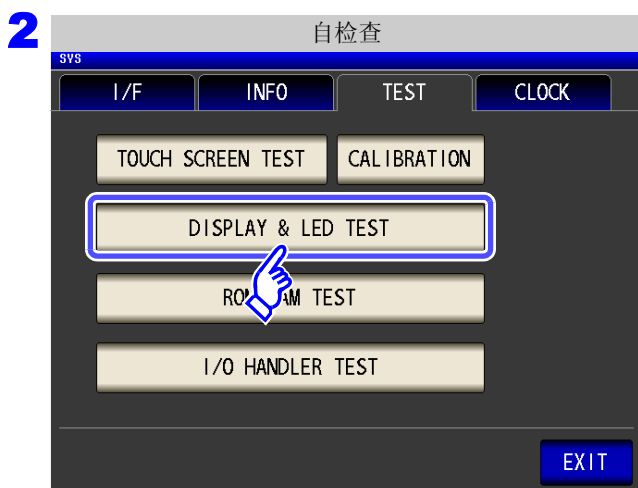 2
自检查
SYS
I/F INFO TEST CLOCK
TOUCH SCREEN TEST CALIBRATION
DISPLAY & LED TEST
TEST
I/O HANDLER TEST
EXIT